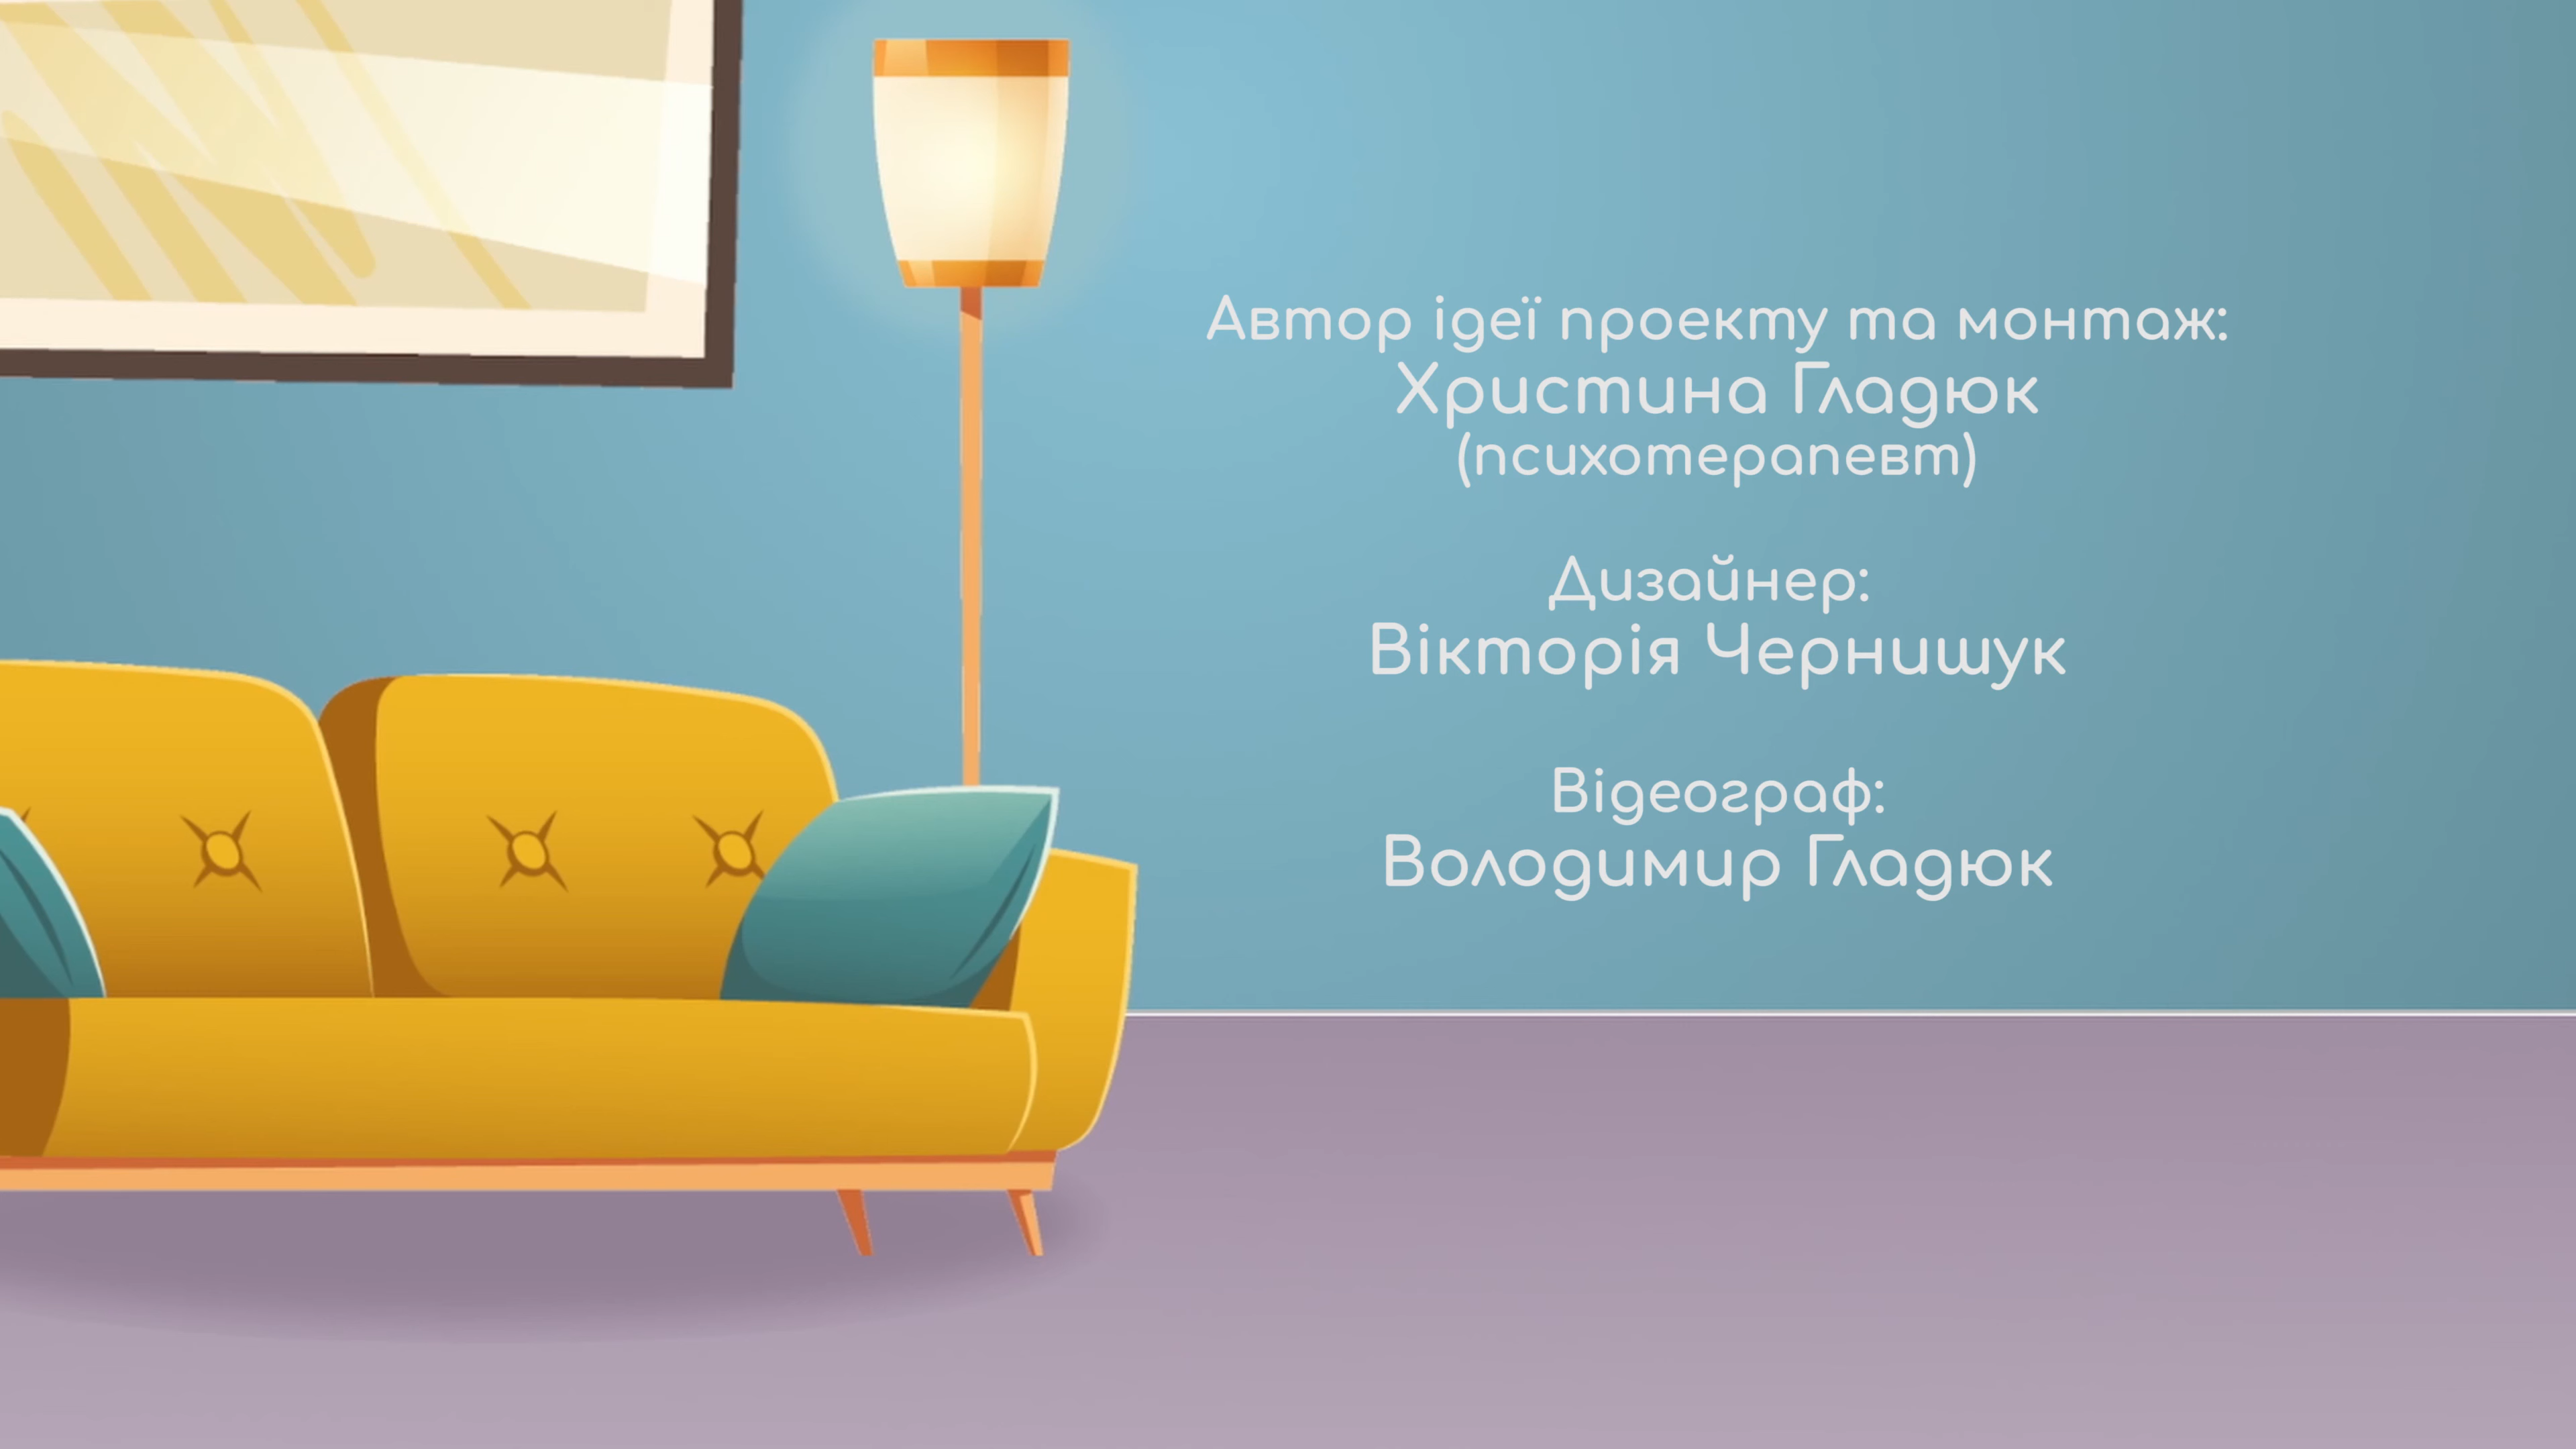 Автор ідеї проекту та монтаж:
Христина Гладюк
(психотерапевт)
Дизайнер:
Вікторія Чернишук
Відеограф:
Володимир Гладюк